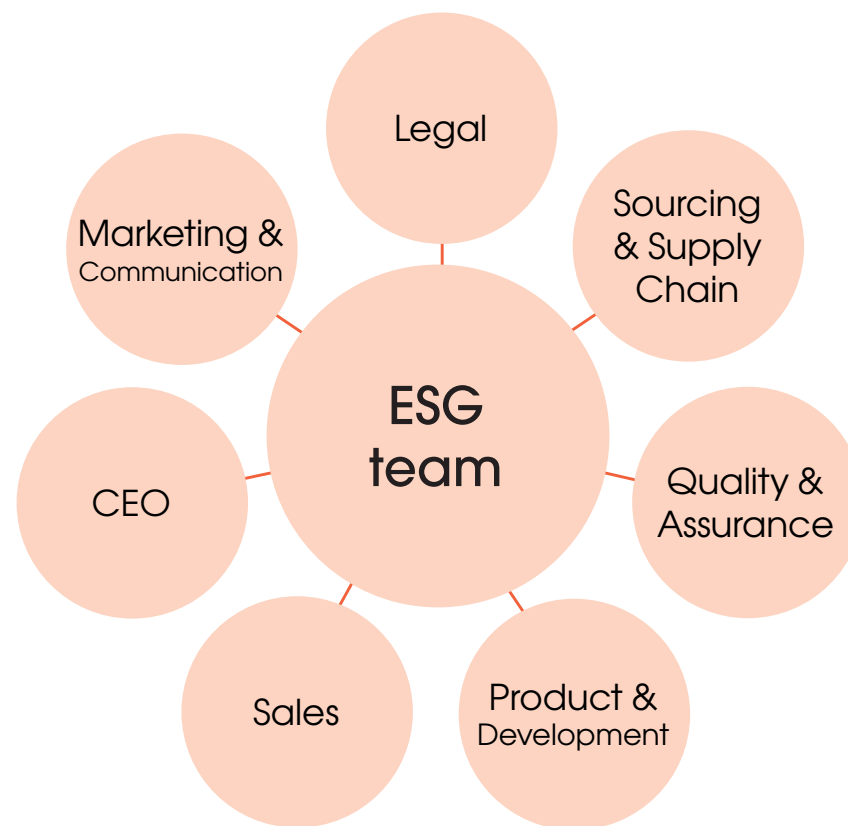 Legal
Sourcing
& Supply
Chain
Marketing &
Communication
ESG
team
Quality &
Assurance
CEO
Product &
Development
Sales